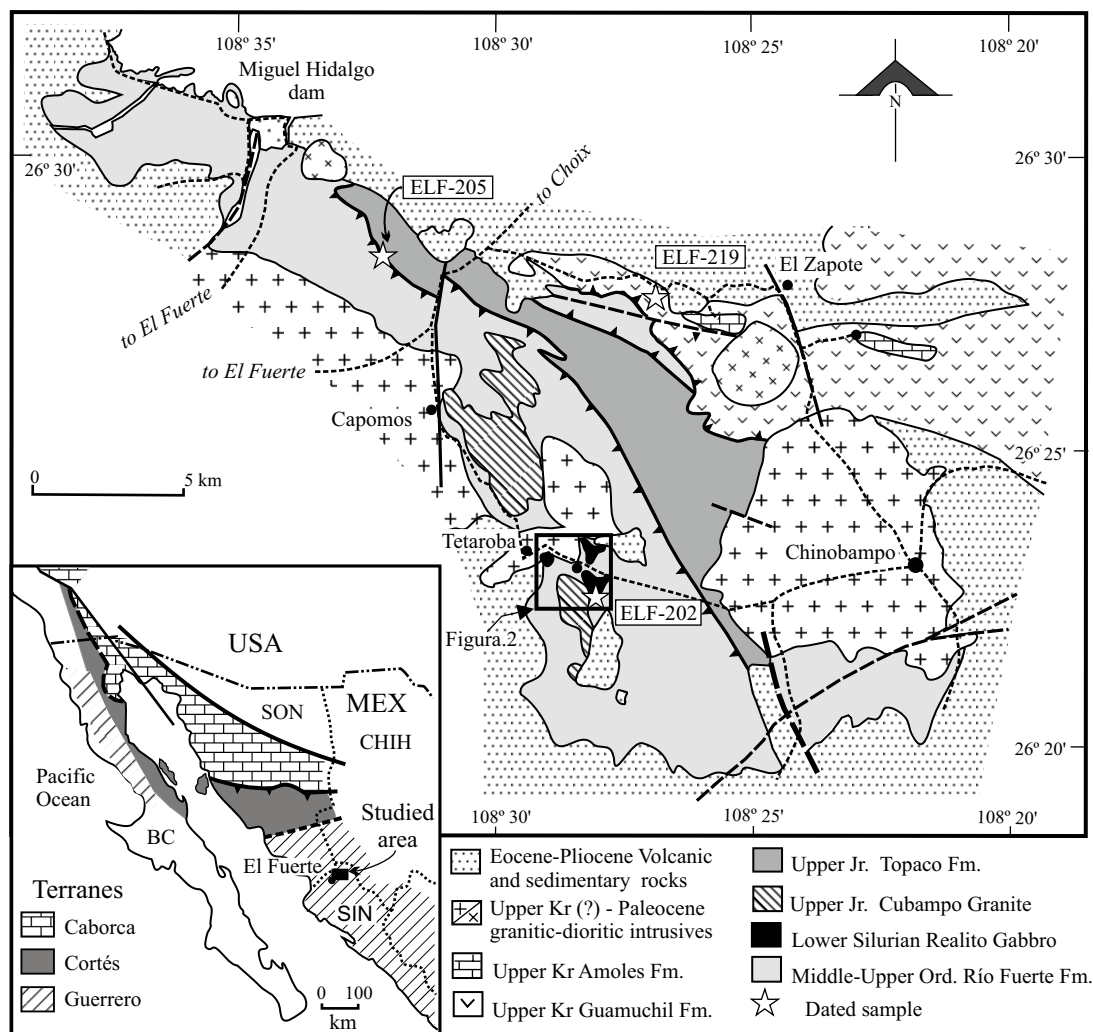 108º 35'
108º 30'
108º 25'
108º 20'
Miguel Hidalgo
dam
N
26º 30'
26º 30'
ELF-205
to Choix
ELF-219
El Zapote
to El Fuerte
to El Fuerte
Capomos
26º 25'
0
5 km
Tetaroba
Chinobampo
ELF-202
Figura.2
26º 20'
108º 30'
108º 25'
108º 20'
USA
SON
MEX
CHIH
Pacific
Ocean
BC
Studied
area
El Fuerte
SIN
Terranes
Caborca
Cortés
Guerrero
0 100
km
Eocene-Pliocene Volcanic
and sedimentary rocks
Upper Kr (?) - Paleocene
granitic-dioritic intrusives
Upper Kr Amoles Fm.
Upper Kr Guamuchil Fm.
Upper Jr. Topaco Fm.
Upper Jr. Cubampo Granite
Lower Silurian Realito Gabbro
Middle-Upper Ord. Río Fuerte Fm.
Dated sample